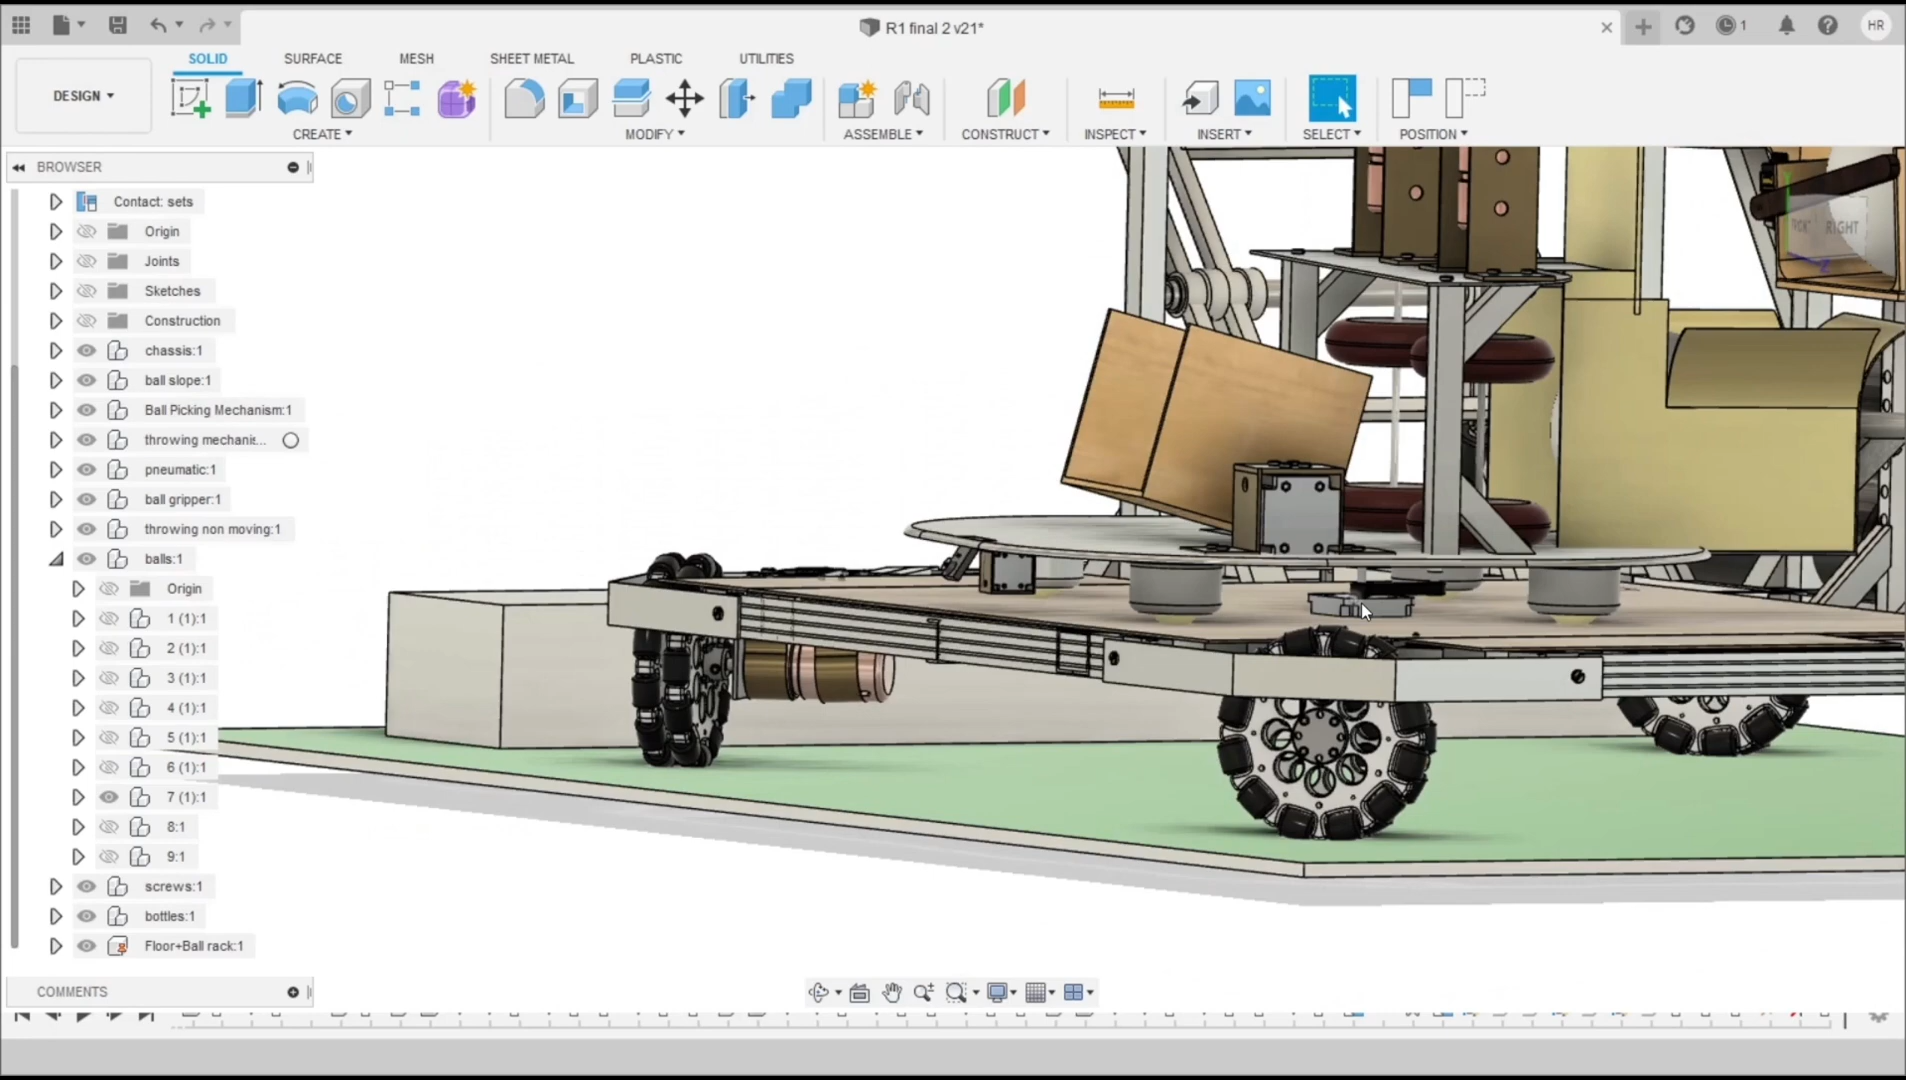 R1 final 2 v21*
1
HR
SOLID
SURFACE
MESH
SHEET METAL
PLASTIC
UTILITIES
DESIGN
CREATE
MODIFY
ASSEMBLE
CONSTRUCT
INSPECT
INSERT
SELECT
POSITION
BROWSER
Contact: sets
Origin
Joints
Sketches
Construction
chassis:1
ball slope:1
Ball Picking Mechanism:1
throwing mechanis...
pneumatic:1
ball gripper:1
throwing non moving:1
balls:1
Origin
1 (1):1
2 (1):1
3 (1):1
4 (1):1
5 (1):1
6 (1):1
7 (1):1
8:1
9:1
screws:1
bottles:1
Floor+Ball rack:1
COMMENTS
RIGHT